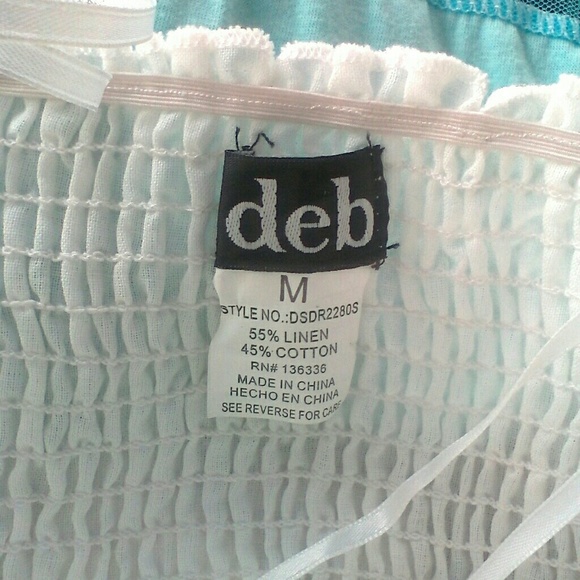 deb
M
STYLE NO.:DSDR2280S
55% LINEN
45% COTTON
RN# 136336
MADE IN CHINA
HECHO EN CHINA
SEE REVERSE FOR CARE